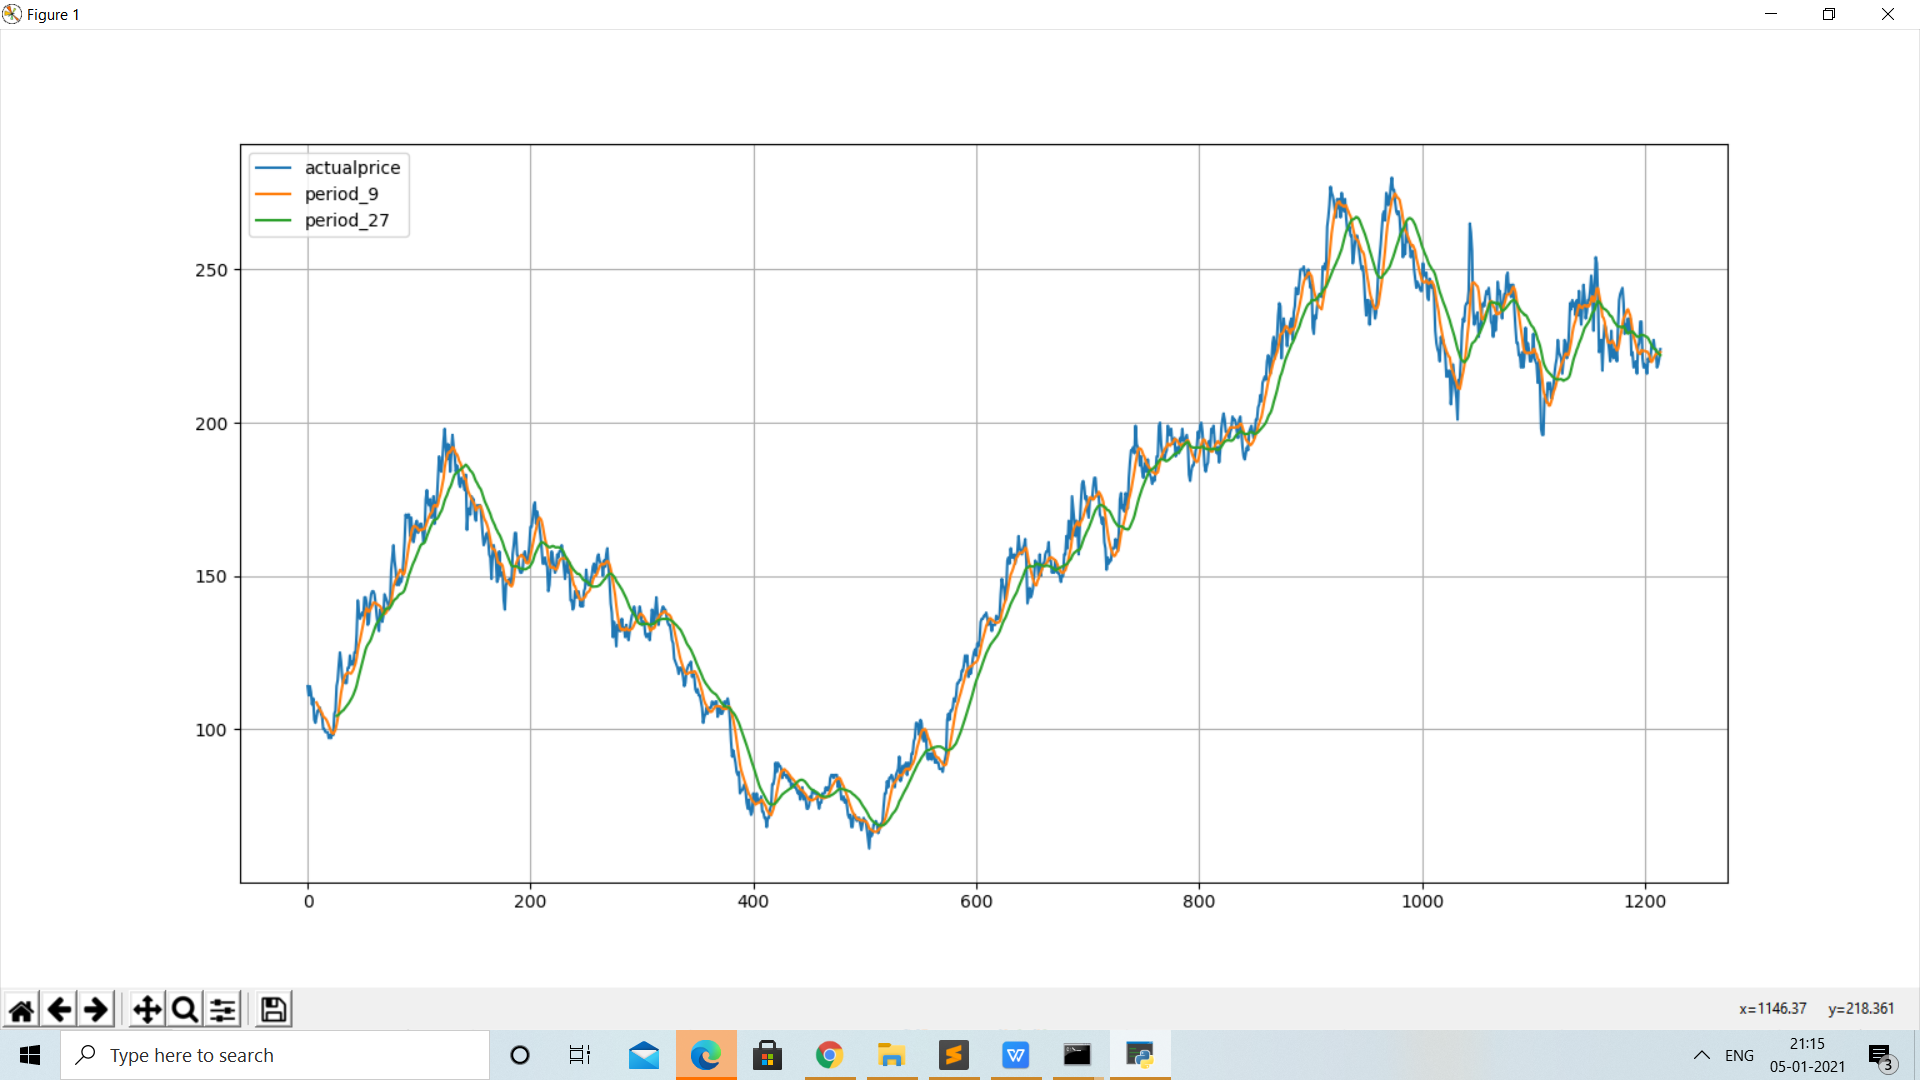 Figure 1
actualprice
period_9
period_27
250
200
150
100
0 200 400 600 800 1000 1200
x=1146.37 y=218.361
Type here to search
W
ENG
21:15
05-01-2021
3